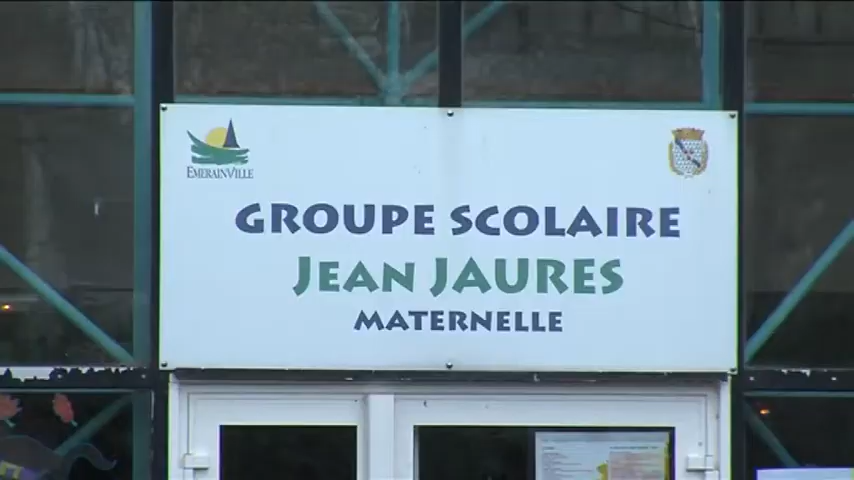 EMERAINVILLE
GROUPE SCOLAIRE
JEAN JAURES
MATERNELLE